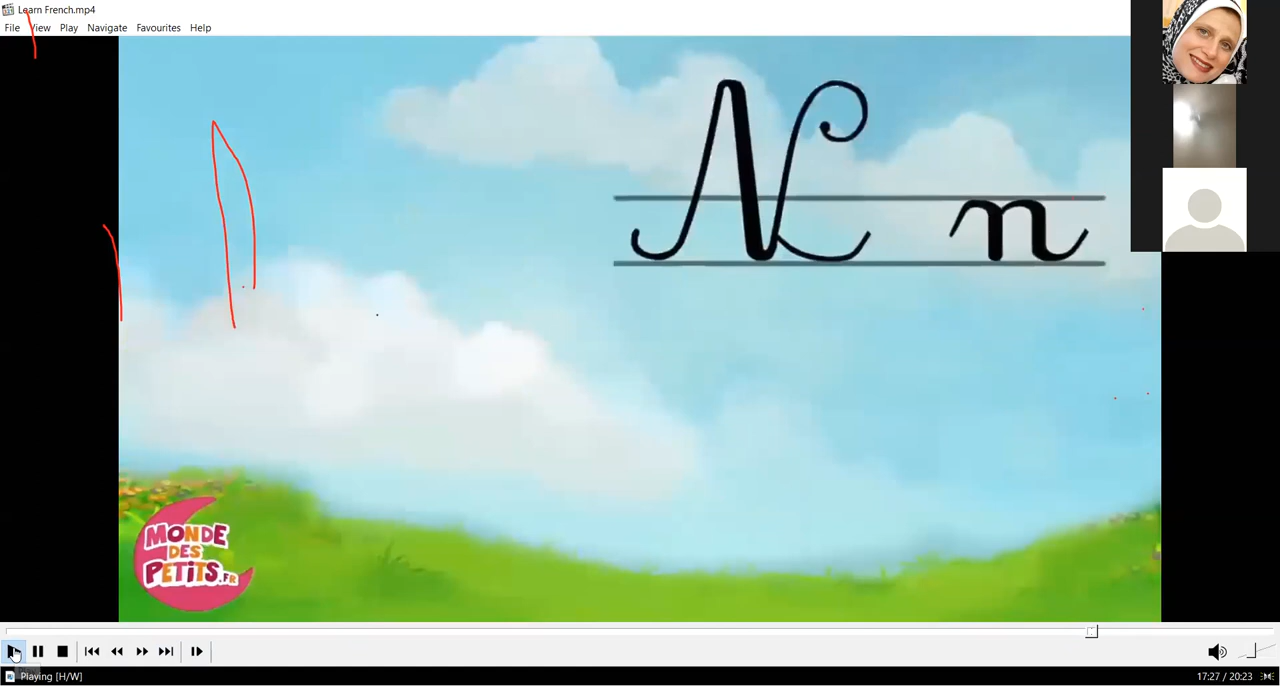 Learn French.mp4
File View Play Navigate Favourites Help
N n
MONDE
DES
PETITS.FR
Playing [H/W]
17:27 / 20:23